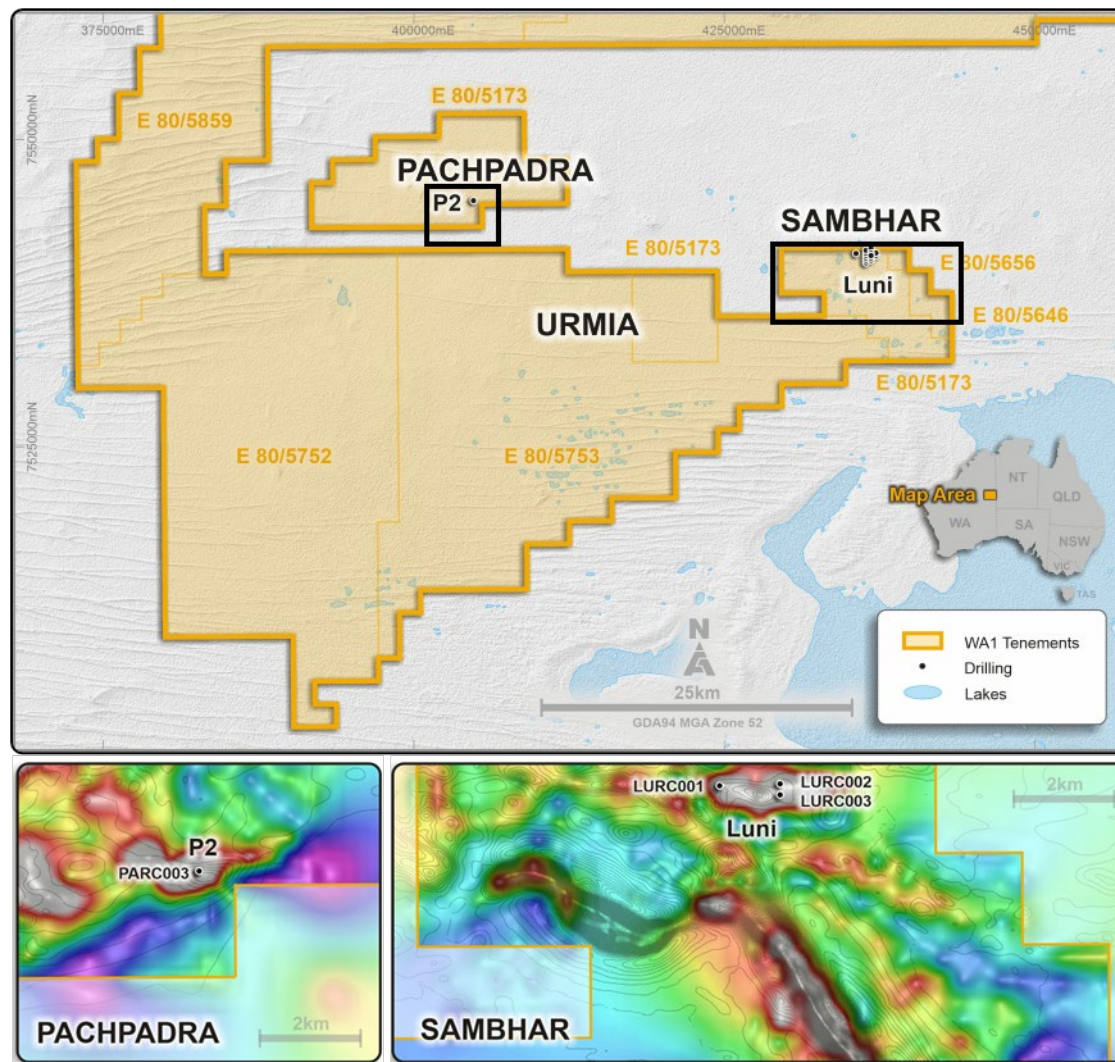 375000mE
400000mE
425000mE
450000mE
7550000mN
7525000mN
E 80/5859
E 80/5173
PACHPADRA
P2
SAMBHAR
E 80/5173
E 80/5656
Luni
E 80/5646
URMIA
E 80/5173
E 80/5752
E 80/5753
Map Area
NT
QLD
WA
SA
NSW
VIC
TAS
N
25km
GDA94 MGA Zone 52
WA1 Tenements
Drilling
Lakes
P2
PARC003
2km
PACHPADRA
LURC001
LURC002
LURC003
Luni
2km
SAMBHAR